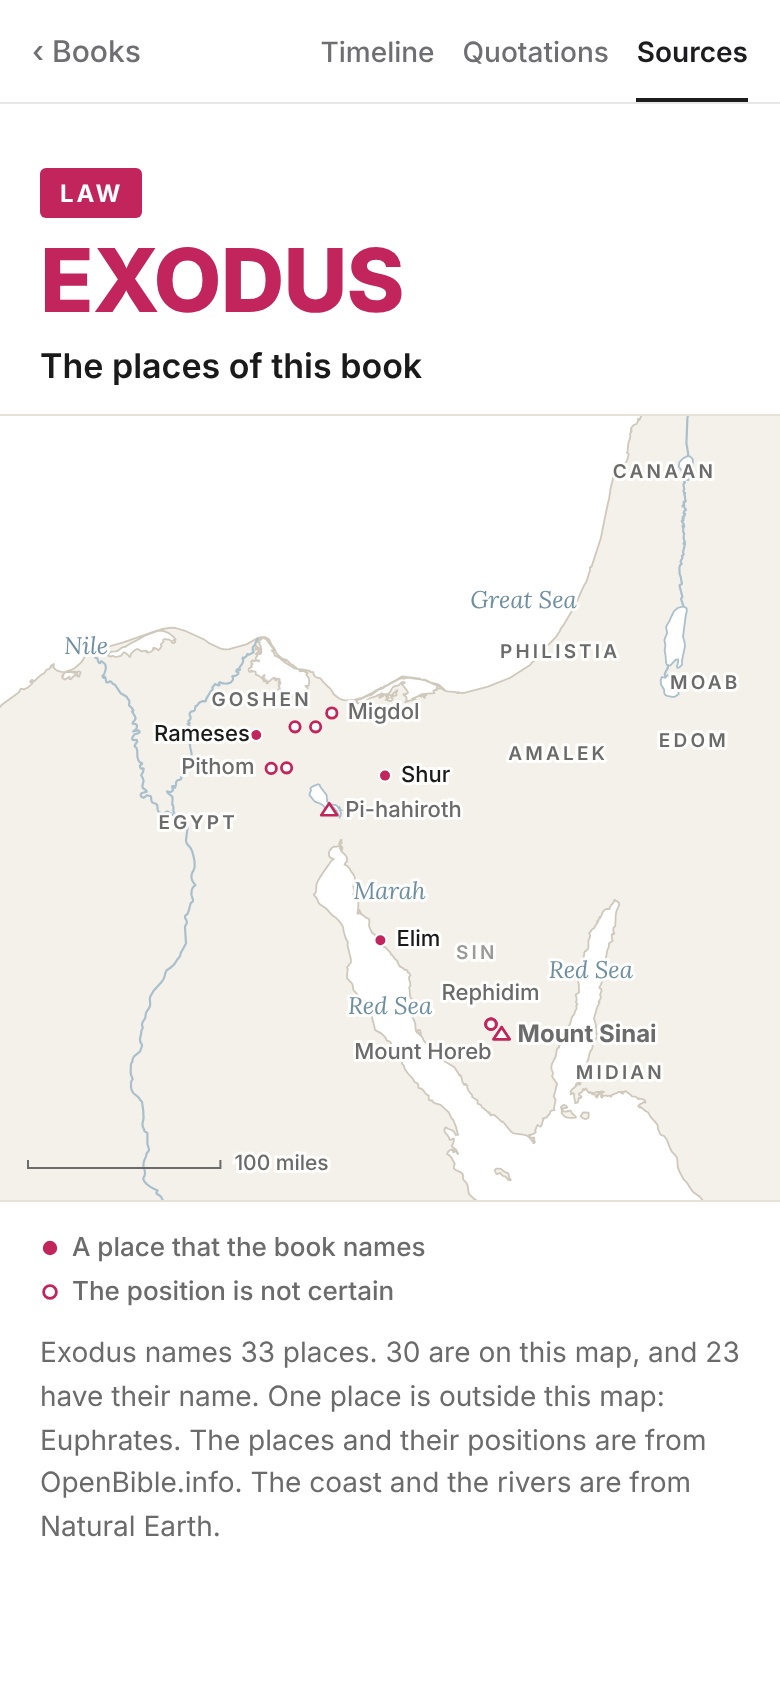 ‹ Books Timeline Quotations Sources
LAW
EXODUS
The places of this book
CANAAN
Great Sea
Nile
PHILISTIA
MOAB
GOSHEN
Migdol
Rameses
EDOM
AMALEK
Pithom
Shur
Pi-hahiroth
EGYPT
Marah
Elim
SIN
Red Sea
Rephidim
Red Sea
Mount Sinai
Mount Horeb
MIDIAN
100 miles
A place that the book names
The position is not certain
Exodus names 33 places. 30 are on this map, and 23
have their name. One place is outside this map:
Euphrates. The places and their positions are from
OpenBible.info. The coast and the rivers are from
Natural Earth.